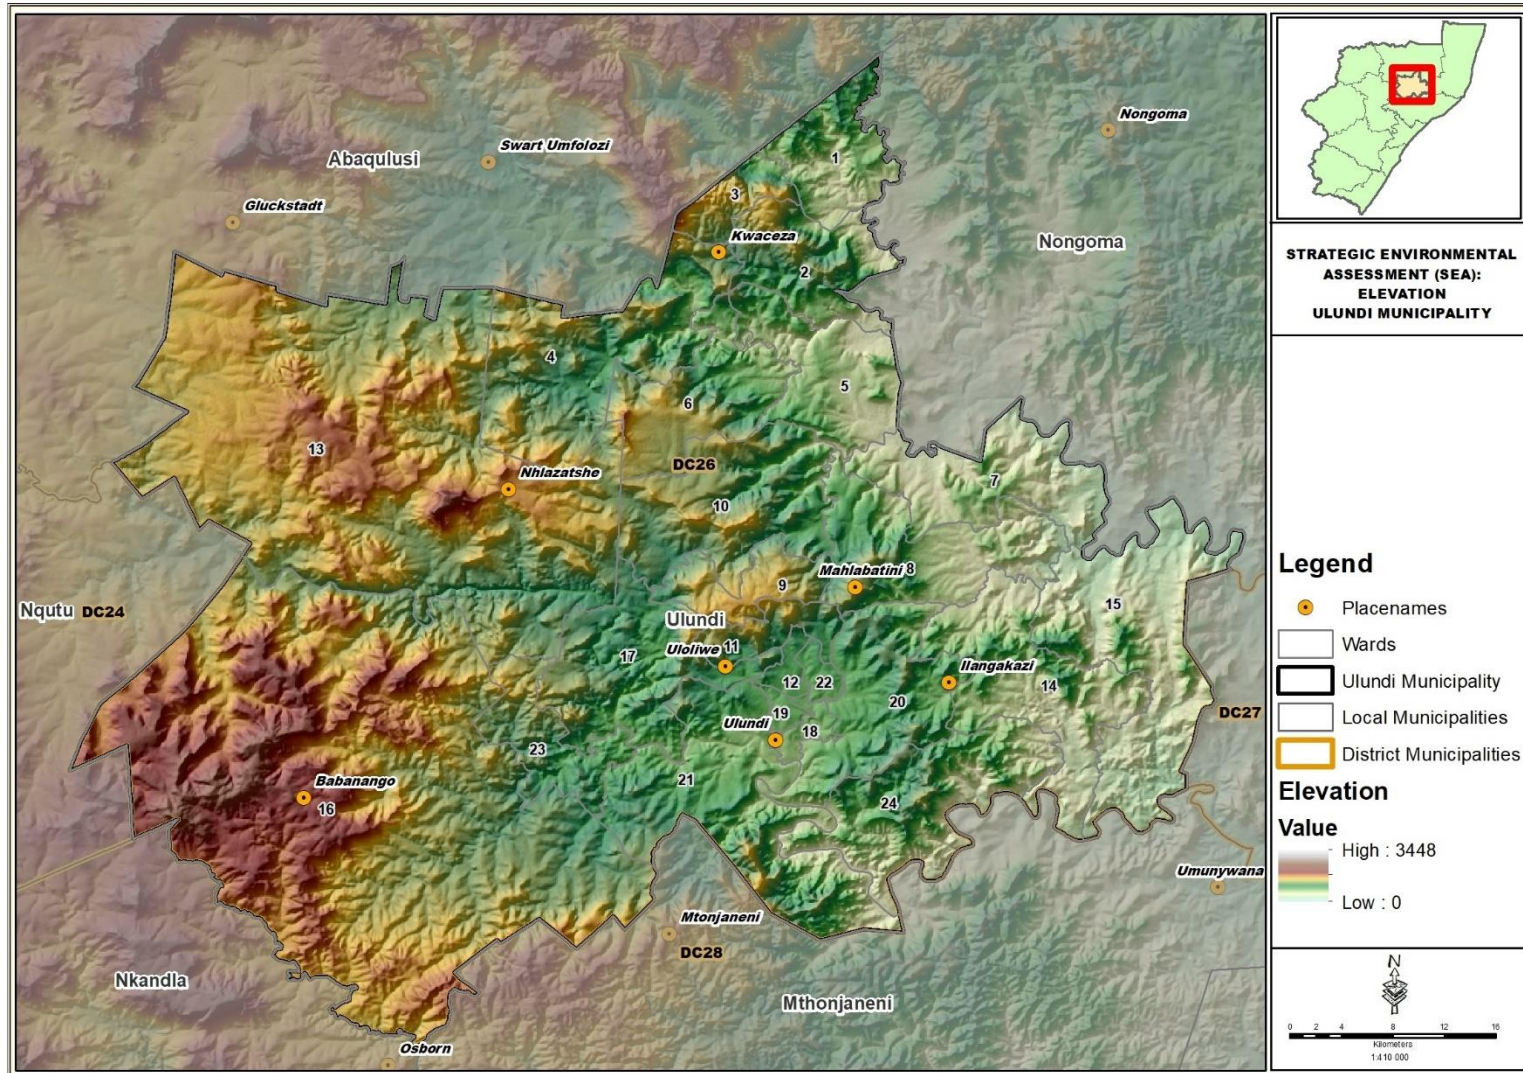 Nongoma
Swart Umfolozi
Abaqulusi
1
3
Gluckstadt
Kwaceza
Nongoma
2
4
5
6
13
DC26
Nhlazatshe
7
10
9
Mahlabatini
8
Nqutu
DC24
15
Ulundi
17
Uloliwe
11
12
22
Ilangakazi
14
20
19
Ulundi
18
DC27
23
21
Babanango
16
24
Umunywana
Mtonjaneni
DC28
Nkandla
Mthonjaneni
Osborn
STRATEGIC ENVIRONMENTAL
ASSESSMENT (SEA):
ELEVATION
ULUNDI MUNICIPALITY
Legend
Placenames
Wards
Ulundi Municipality
Local Municipalities
District Municipalities
Elevation
Value
High : 3448
Low : 0
N
0 2 4 8 12 16
Kilometers
1:410 000